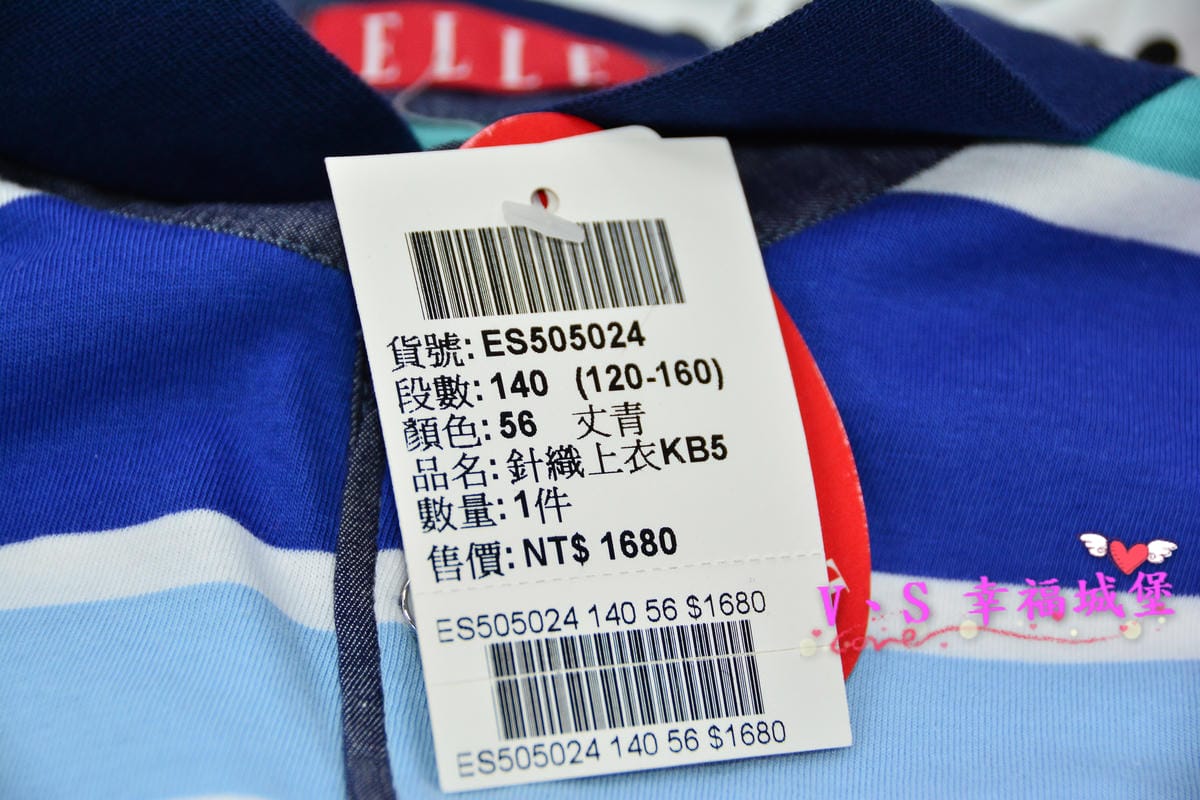 ELLE
貨號: ES505024
段數: 140 (120-160)
顏色: 56 丈青
品名: 針織上衣KB5
數量: 1件
售價: NT$ 1680
ES505024 140 56 $1680
ES505024 140 56 $1680
V、S 幸福城堡
Love